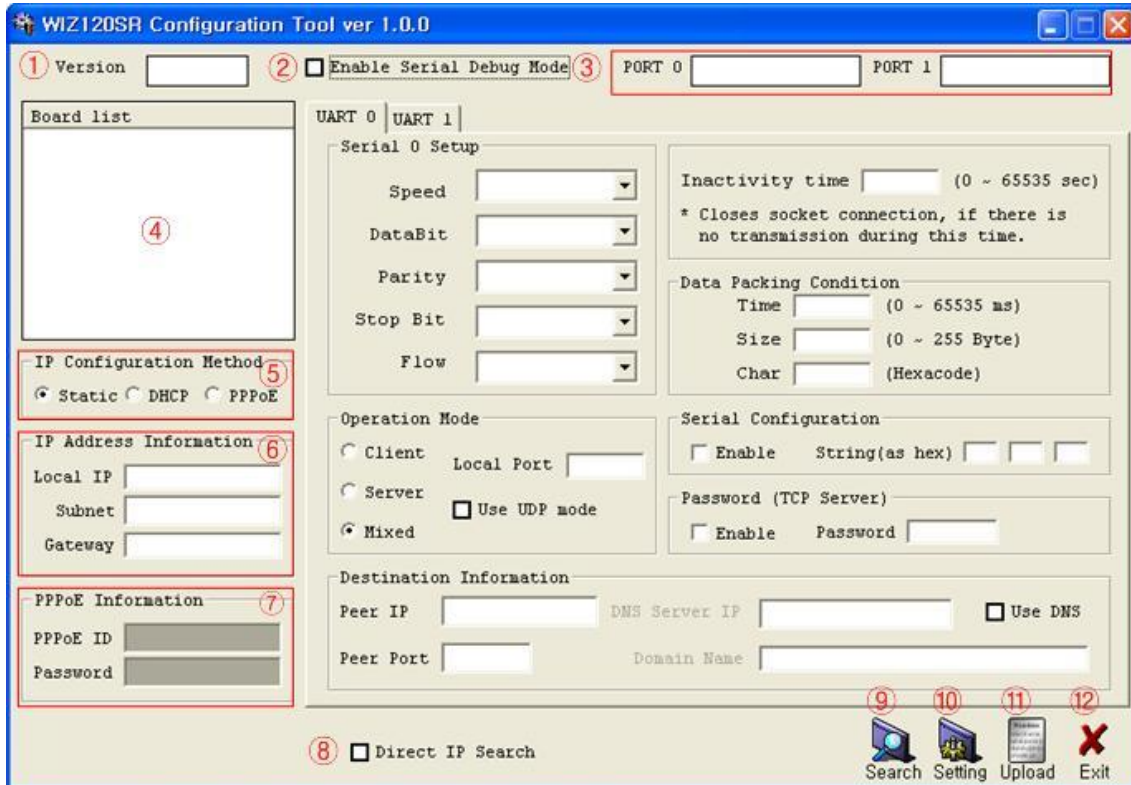 WIZ120SR Configuration Tool ver 1.0.0
① Version ② Enable Serial Debug Mode ③ PORT 0 PORT 1
Board list
④
IP Configuration Method ⑤
Static DHCP PPPoE
IP Address Information ⑥
Local IP
Subnet
Gateway
PPPoE Information ⑦
PPPoE ID
Password
UART 0 UART 1
Serial 0 Setup
Speed
DataBit
Parity
Stop Bit
Flow
Inactivity time (0 ~ 65535 sec)
* Closes socket connection, if there is
no transmission during this time.
Data Packing Condition
Time (0 ~ 65535 ms)
Size (0 ~ 255 Byte)
Char (Hexacode)
Operation Mode
Client
Local Port
Server
Use UDP mode
Mixed
Serial Configuration
Enable String(as hex)
Password (TCP Server)
Enable Password
Destination Information
Peer IP DNS Server IP Use DNS
Peer Port Domain Name
⑧ Direct IP Search
⑨ ⑩ ⑪ ⑫
Search Setting Upload Exit